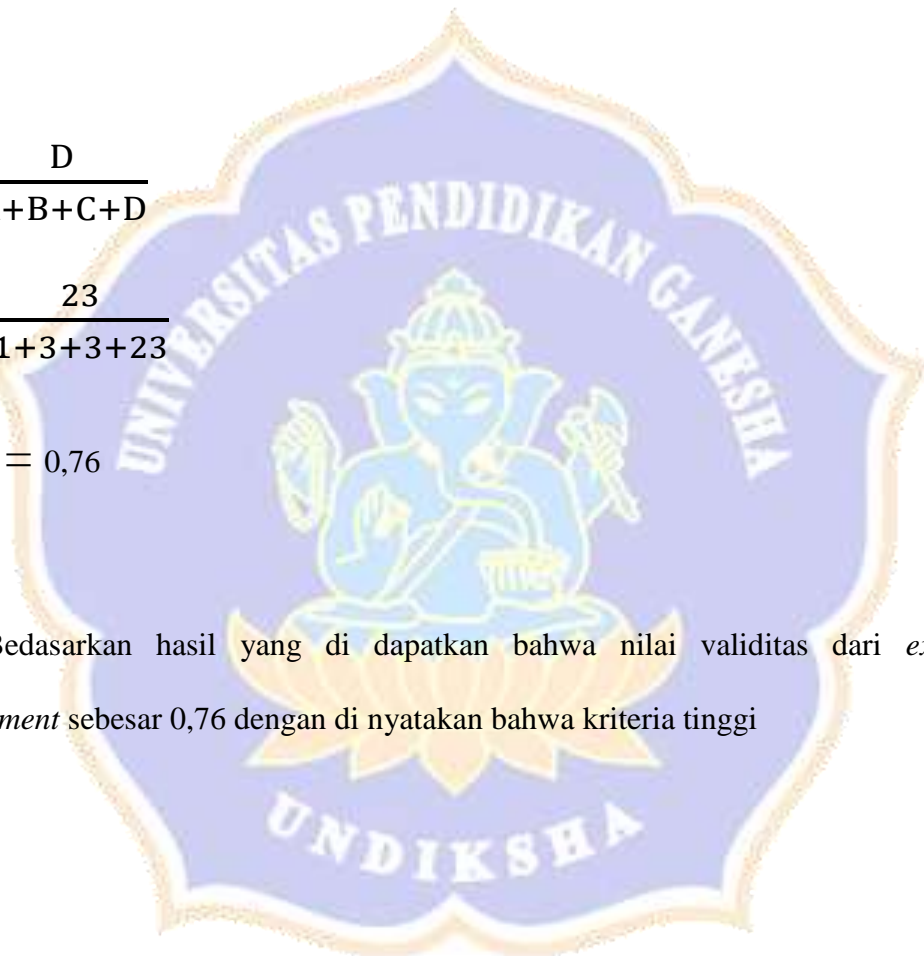 D
+B+C+D
23
1+3+3+23
= 0,76
UNIVERSITAS PENDIDIKAN GANESHA
Bedasarkan hasil yang di dapatkan bahwa nilai validitas dari ex
ment sebesar 0,76 dengan di nyatakan bahwa kriteria tinggi
UNDIKSHA